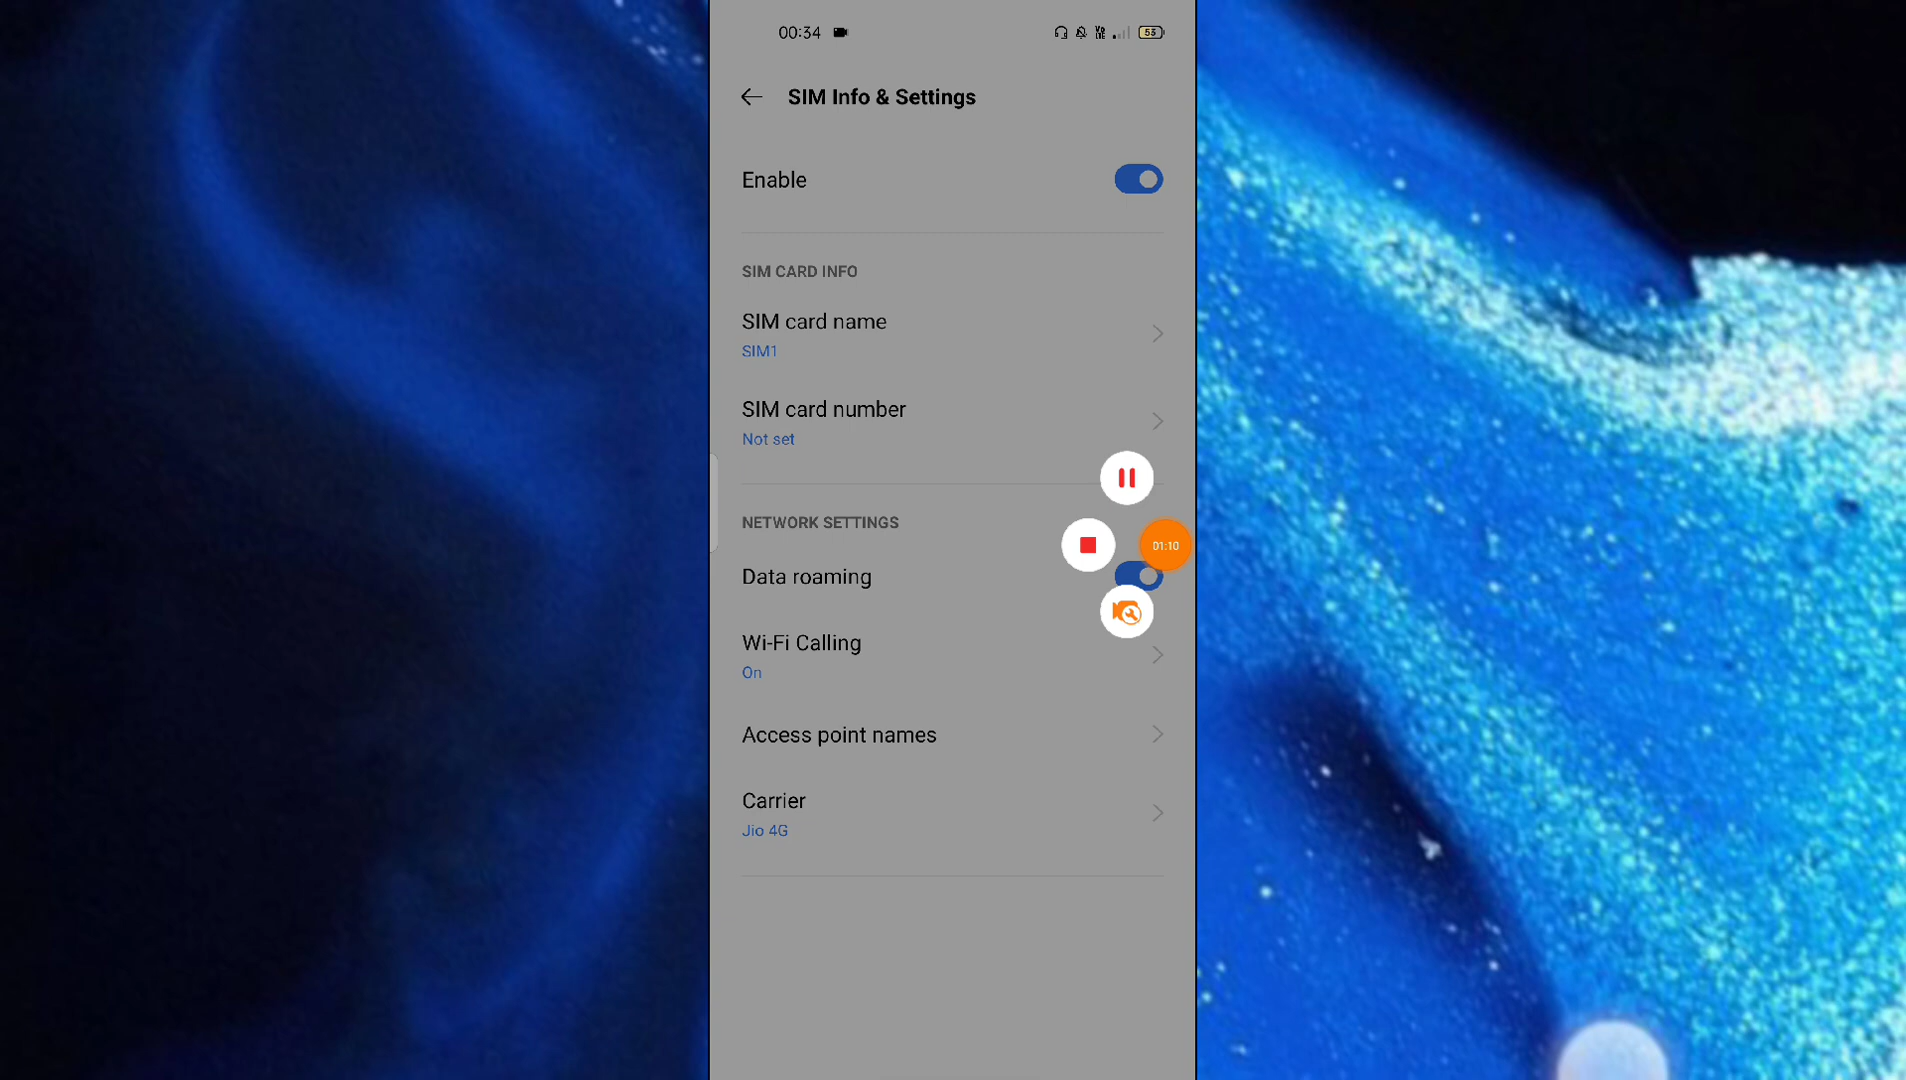 00:34
53
SIM Info & Settings
Enable
SIM CARD INFO
SIM card name
SIM1
SIM card number
Not set
NETWORK SETTINGS
01:10
Data roaming
Wi-Fi Calling
On
Access point names
Carrier
Jio 4G